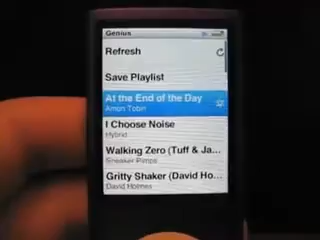 Genius
Refresh
Save Playlist
At the End of the Day
Amon Tobin
I Choose Noise
Hybrid
Walking Zero (Tuff & Ja...
Sneaker Pimps
Gritty Shaker (David Ho...
David Holmes